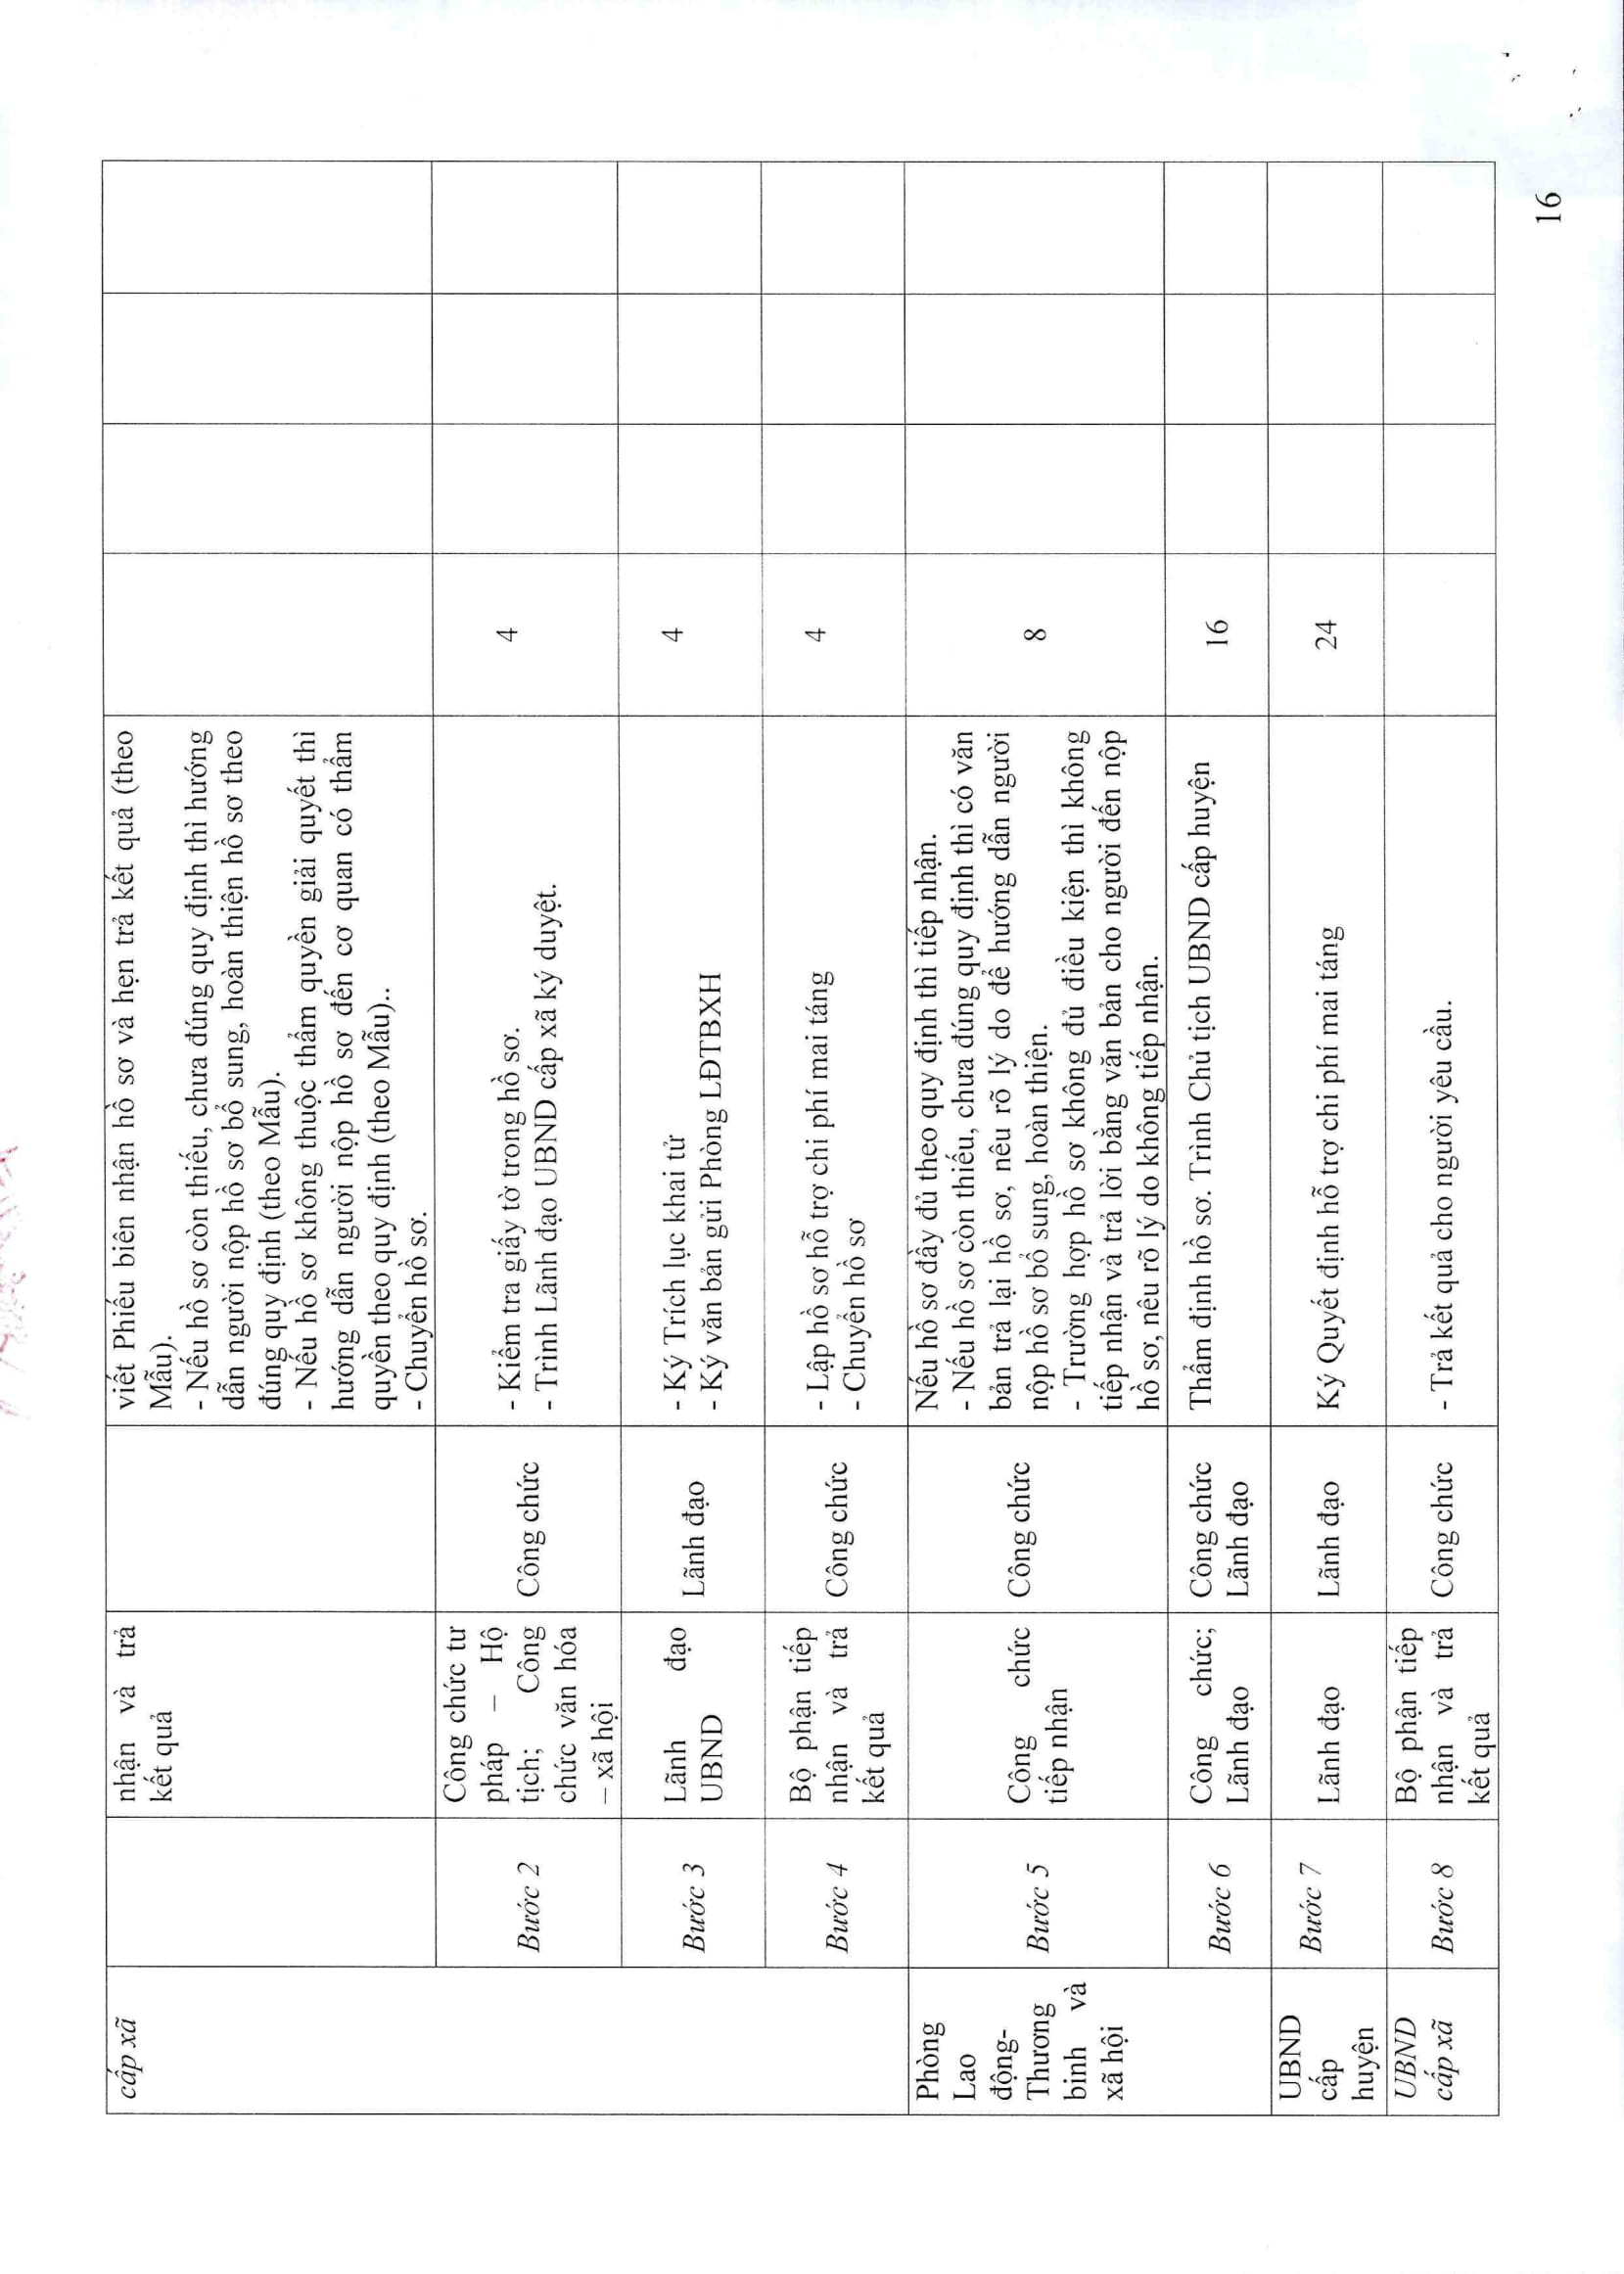 cấp xã
nhận và trả
kết quả
viết Phiếu biên nhận hồ sơ và hẹn trả kết quả (theo
Mẫu).
- Nếu hồ sơ còn thiếu, chưa đúng quy định thì hướng
dẫn người nộp hồ sơ bổ sung, hoàn thiện hồ sơ theo
đúng quy định (theo Mẫu).
- Nếu hồ sơ không thuộc thẩm quyền giải quyết thì
hướng dẫn người nộp hồ sơ đến cơ quan có thẩm
quyền theo quy định (theo Mẫu)..
- Chuyển hồ sơ.
Bước 2
Công chức tư
pháp – Hộ
tịch; Công
chức văn hóa
– xã hội
Công chức
- Kiểm tra giấy tờ trong hồ sơ.
- Trình Lãnh đạo UBND cấp xã ký duyệt.
4
Bước 3
Lãnh đạo
UBND
Lãnh đạo
- Ký Trích lục khai tử
- Ký văn bản gửi Phòng LĐTBXH
4
Bước 4
Bộ phận tiếp
nhận và trả
kết quả
Công chức
- Lập hồ sơ hỗ trợ chi phí mai táng
- Chuyển hồ sơ
4
Phòng
Lao
động-
Thương
binh và
xã hội
Bước 5
Công chức
tiếp nhận
Công chức
Nếu hồ sơ đầy đủ theo quy định thì tiếp nhận.
- Nếu hồ sơ còn thiếu, chưa đúng quy định thì có văn
bản trả lại hồ sơ, nêu rõ lý do để hướng dẫn người
nộp hồ sơ bổ sung, hoàn thiện.
- Trường hợp hồ sơ không đủ điều kiện thì không
tiếp nhận và trả lời bằng văn bản cho người đến nộp
hồ sơ, nêu rõ lý do không tiếp nhận.
8
Bước 6
Công chức;
Lãnh đạo
Công chức
Lãnh đạo
Thẩm định hồ sơ. Trình Chủ tịch UBND cấp huyện
16
UBND
cấp
huyện
Bước 7
Lãnh đạo
Lãnh đạo
Ký Quyết định hỗ trợ chi phí mai táng
24
UBND
cấp xã
Bước 8
Bộ phận tiếp
nhận và trả
kết quả
Công chức
- Trả kết quả cho người yêu cầu.
16